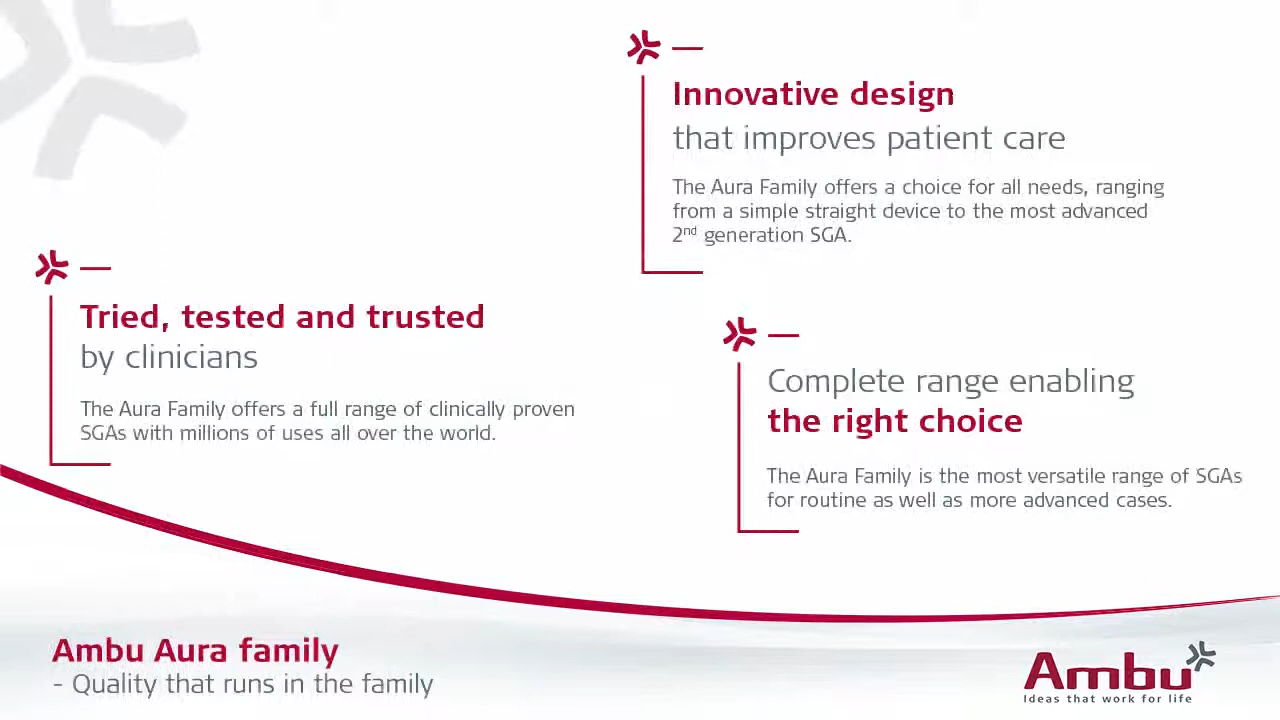 Innovative design
that improves patient care
The Aura Family offers a choice for all needs, ranging
from a simple straight device to the most advanced
2nd generation SGA.
Tried, tested and trusted
by clinicians
The Aura Family offers a full range of clinically proven
SGAs with millions of uses all over the world.
Complete range enabling
the right choice
The Aura Family is the most versatile range of SGAs
for routine as well as more advanced cases.
Ambu Aura family
- Quality that runs in the family
Ambu
Ideas that work for life